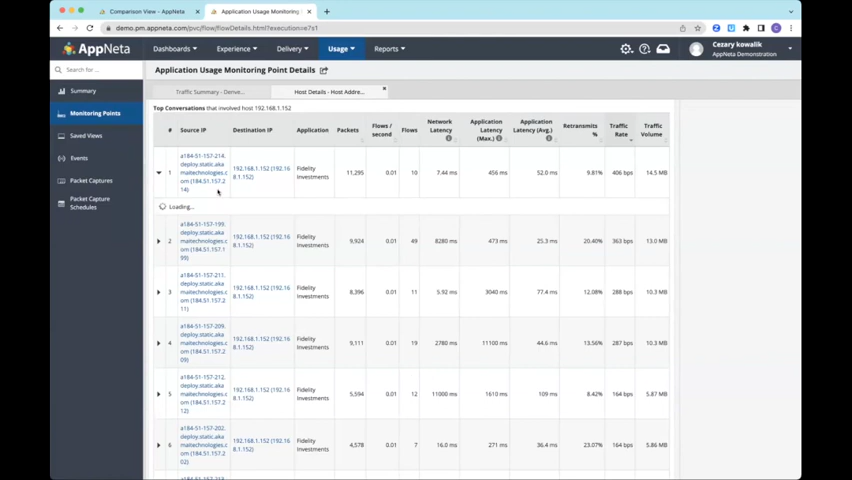 Comparison View - AppNeta
Application Usage Monitoring P
demo.pm.appneta.com/pvc/flow/flowDetails.html?execution=e7s1
AppNeta
Dashboards
Experience
Delivery
Usage
Reports
Cezary kowalik
AppNeta Demonstration
Search for...
Summary
Monitoring Points
Saved Views
Events
Packet Captures
Packet Capture
Schedules
Application Usage Monitoring Point Details
Traffic Summary - Denve...
Host Details - Host Addre...
Top Conversations that involved host 192.168.1.152
# Source IP Destination IP Application Packets Flows / second Flows Network Latency Application Latency (Max.) Application Latency (Avg.) Retransmits % Traffic Rate Traffic Volume
1 a184-51-157-214.deploy.static.akamaitechnologies.com (184.51.157.214) 192.168.1.152 (192.168.1.152) Fidelity Investments 11,295 0.01 10 7.44 ms 456 ms 52.0 ms 9.81% 406 bps 14.5 MB
Loading...
2 a184-51-157-199.deploy.static.akamaitechnologies.com (184.51.157.199) 192.168.1.152 (192.168.1.152) Fidelity Investments 9,924 0.01 49 8280 ms 473 ms 25.3 ms 20.40% 363 bps 13.0 MB
3 a184-51-157-211.deploy.static.akamaitechnologies.com (184.51.157.211) 192.168.1.152 (192.168.1.152) Fidelity Investments 8,396 0.01 11 5.92 ms 3040 ms 77.4 ms 12.08% 288 bps 10.3 MB
4 a184-51-157-209.deploy.static.akamaitechnologies.com (184.51.157.209) 192.168.1.152 (192.168.1.152) Fidelity Investments 9,111 0.01 19 2780 ms 11100 ms 44.6 ms 13.56% 287 bps 10.3 MB
5 a184-51-157-212.deploy.static.akamaitechnologies.com (184.51.157.212) 192.168.1.152 (192.168.1.152) Fidelity Investments 5,594 0.01 12 11000 ms 1610 ms 109 ms 8.42% 164 bps 5.87 MB
6 a184-51-157-202.deploy.static.akamaitechnologies.com (184.51.157.202) 192.168.1.152 (192.168.1.152) Fidelity Investments 4,578 0.01 7 16.0 ms 271 ms 36.4 ms 23.07% 164 bps 5.86 MB